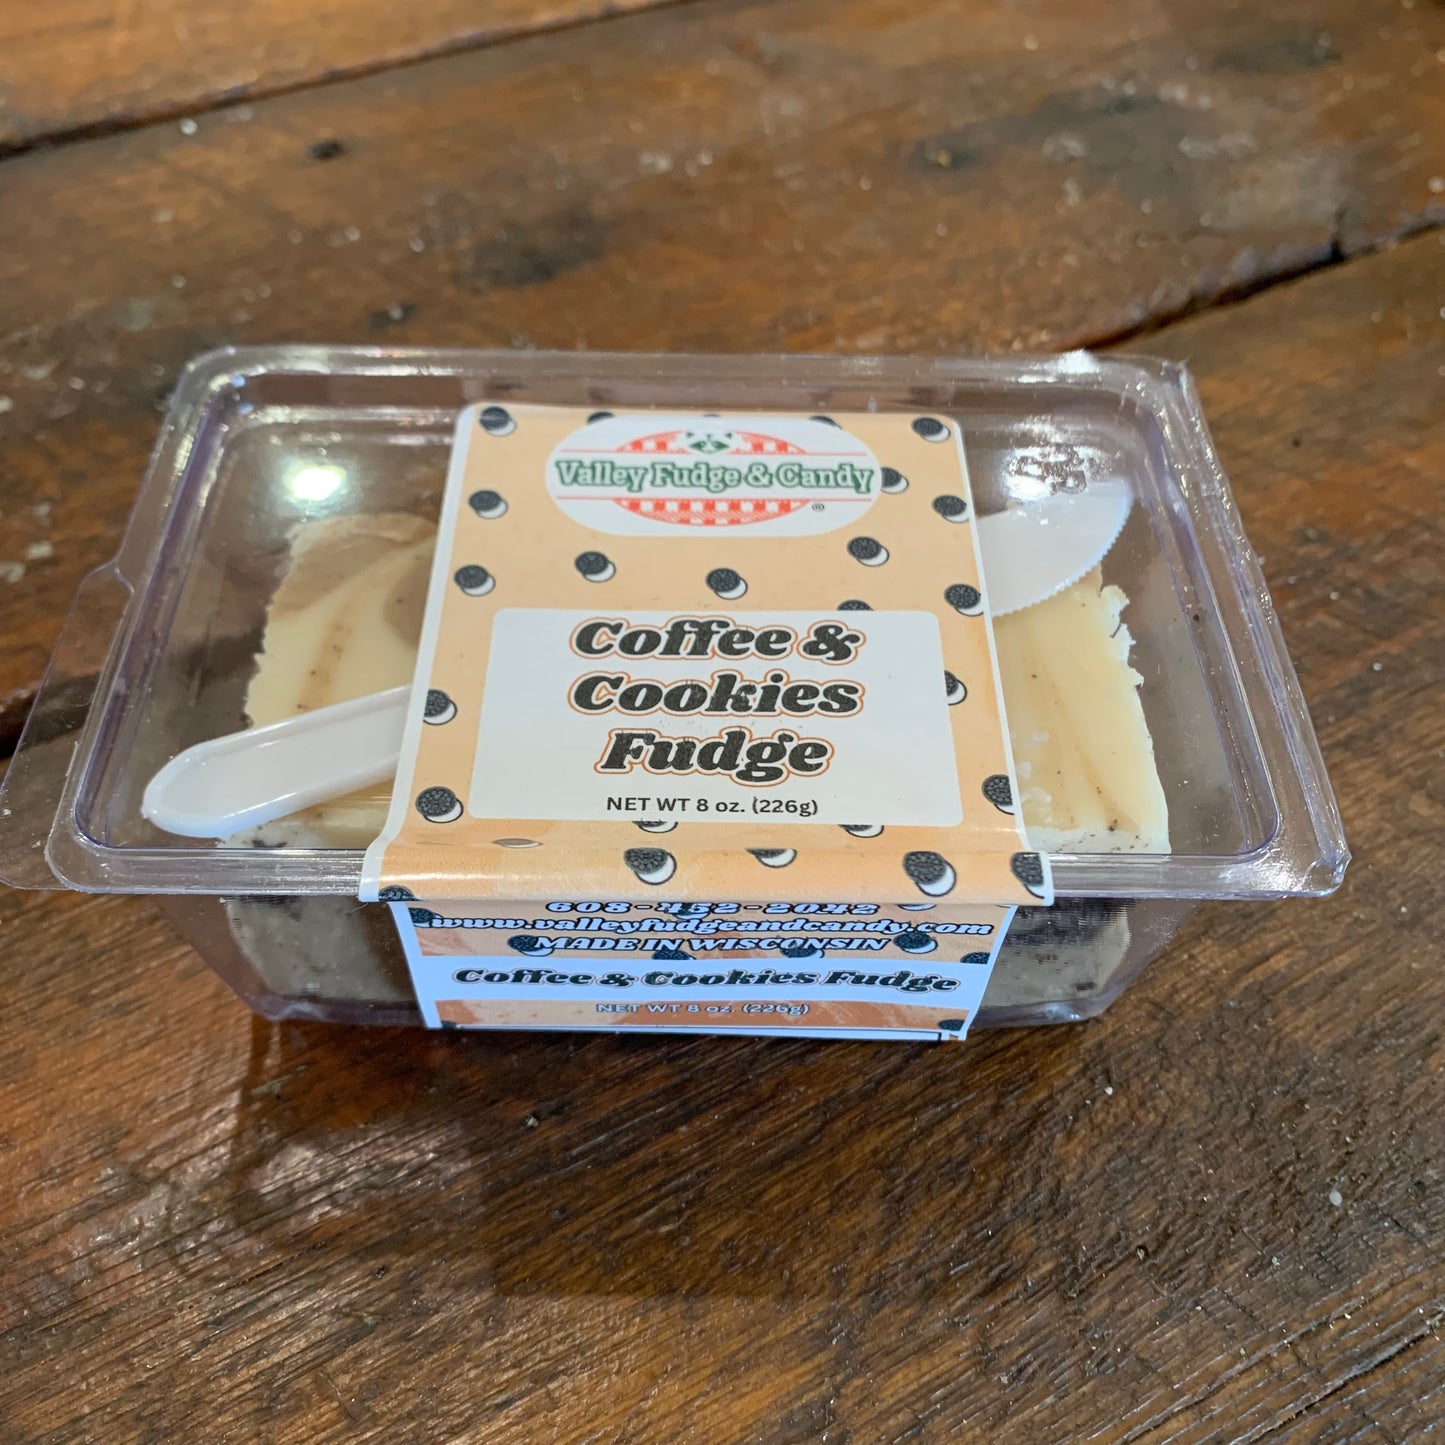 Valley Fudge & Candy
®
Coffee &
Cookies
Fudge
NET WT 8 oz. (226g)
608-452-2042
www.valleyfudgeandcandy.com
MADE IN WISCONSIN
Coffee & Cookies Fudge
NET WT 8 oz. (226g)